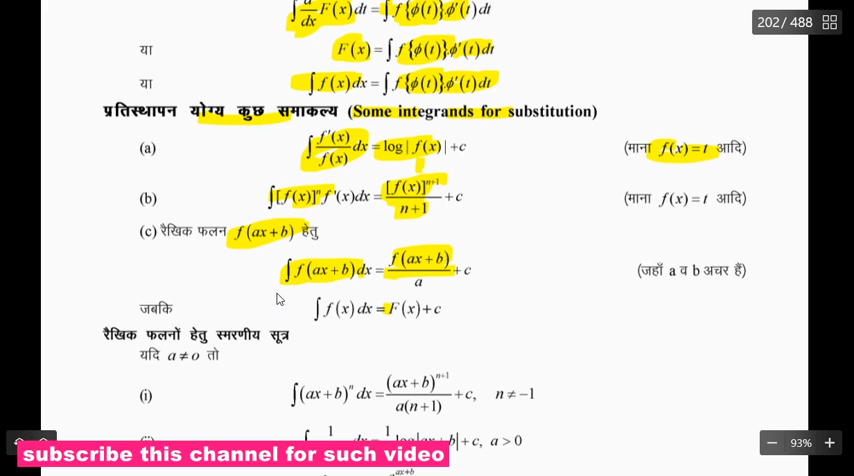 ∫ d/dx F(x)dt = ∫ f{ϕ(t)}.ϕ'(t)dt
202 / 488
या F(x) = ∫ f{ϕ(t)}ϕ'(t)dt
या ∫ f(x)dx = ∫ f{ϕ(t)}ϕ'(t)dt
प्रतिस्थापन योग्य कुछ समाकल्य (Some integrands for substitution)
(a) ∫ f'(x)/f(x) dx = log| f(x) | +c (माना f(x) = t आदि)
(b) ∫[f(x)]^n f'(x)dx = [f(x)]^(n+1)/(n+1) + c (माना f(x) = t आदि)
(c) रैखिक फलन f(ax+b) हेतु
∫ f(ax+b)dx = f(ax+b)/a + c (जहाँ a व b अचर हैं)
जबकि ∫ f(x)dx = F(x)+c
रैखिक फलनों हेतु स्मरणीय सूत्र
यदि a ≠ o तो
(i) ∫(ax+b)^n dx = (ax+b)^(n+1)/a(n+1) + c, n ≠ −1
b|+c, a > 0
ax+b
subscribe this channel for such video
93%